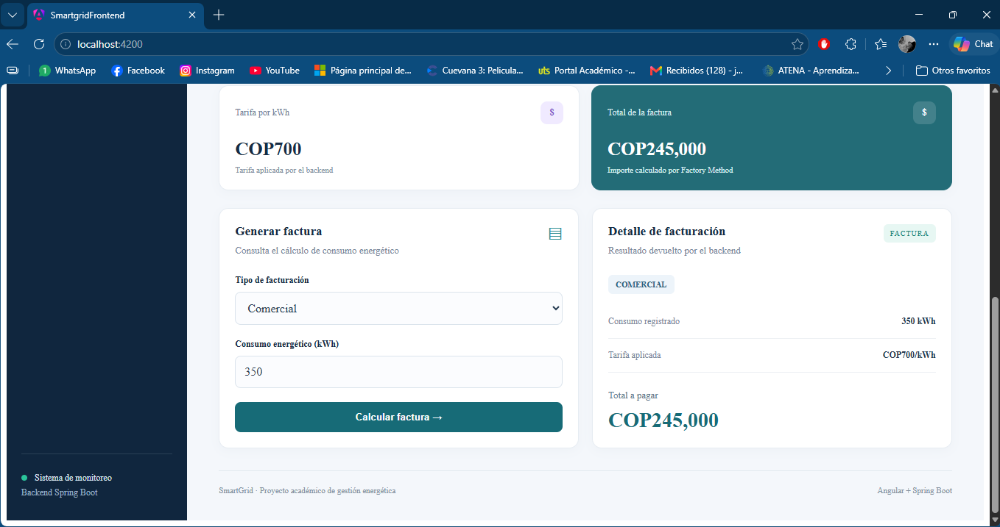 SmartgridFrontend
localhost:4200
Chat
1 WhatsApp
Facebook
Instagram
YouTube
Página principal de...
Cuevana 3: Pelicula...
uts Portal Académico -...
Recibidos (128) - j...
ATENA - Aprendiza...
Otros favoritos
Tarifa por kWh
$
COP700
Tarifa aplicada por el backend
Total de la factura
$
COP245,000
Importe calculado por Factory Method
Generar factura
Consulta el cálculo de consumo energético
Tipo de facturación
Comercial
Consumo energético (kWh)
350
Calcular factura →
Detalle de facturación
FACTURA
Resultado devuelto por el backend
COMERCIAL
Consumo registrado
350 kWh
Tarifa aplicada
COP700/kWh
Total a pagar
COP245,000
Sistema de monitoreo
Backend Spring Boot
SmartGrid · Proyecto académico de gestión energética
Angular + Spring Boot